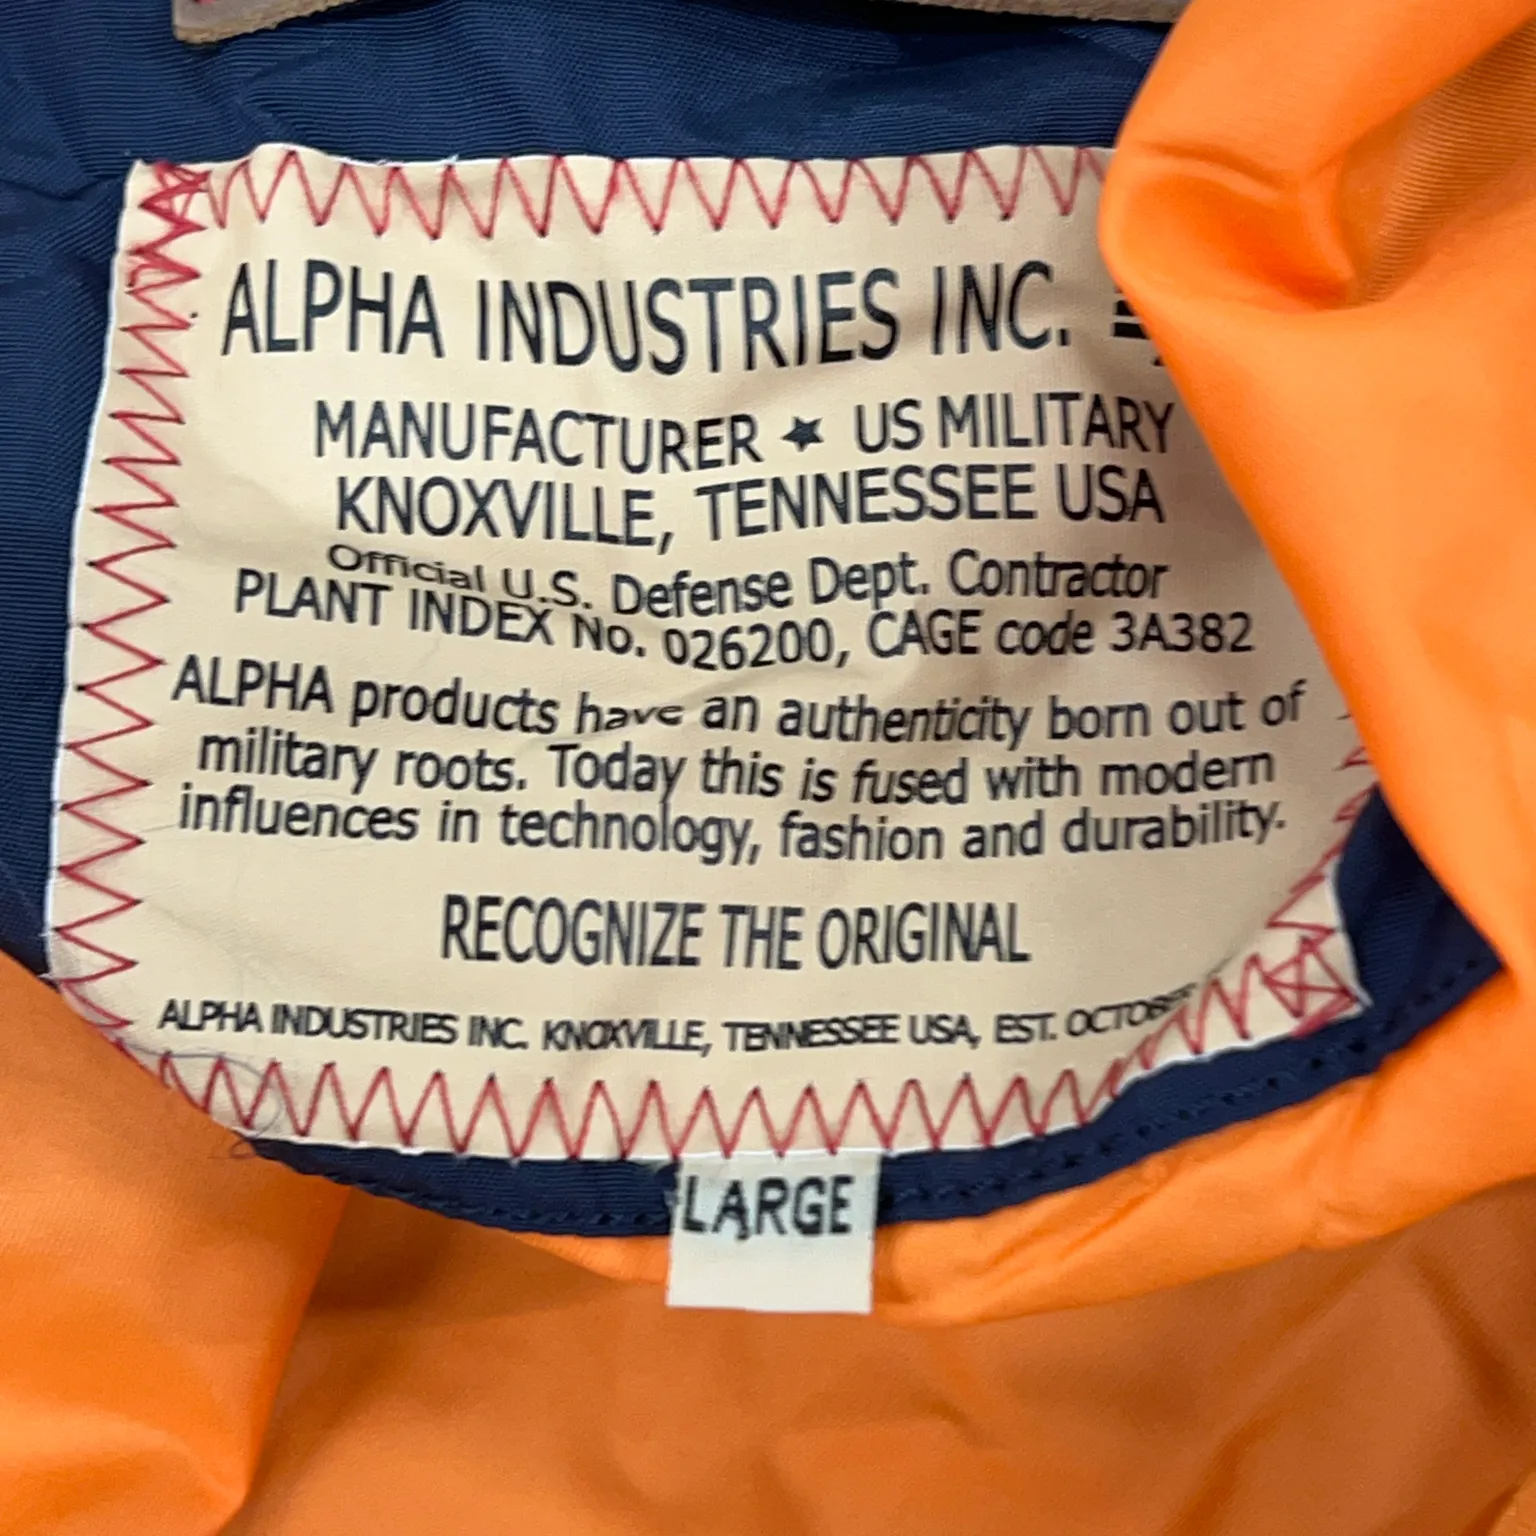 ALPHA INDUSTRIES INC.
MANUFACTURER ★ US MILITARY
KNOXVILLE, TENNESSEE USA
Official U.S. Defense Dept. Contractor
PLANT INDEX No. 026200, CAGE code 3A382
ALPHA products have an authenticity born out of
military roots. Today this is fused with modern
influences in technology, fashion and durability.
RECOGNIZE THE ORIGINAL
ALPHA INDUSTRIES INC. KNOXVILLE, TENNESSEE USA, EST. OCTOBER
LARGE